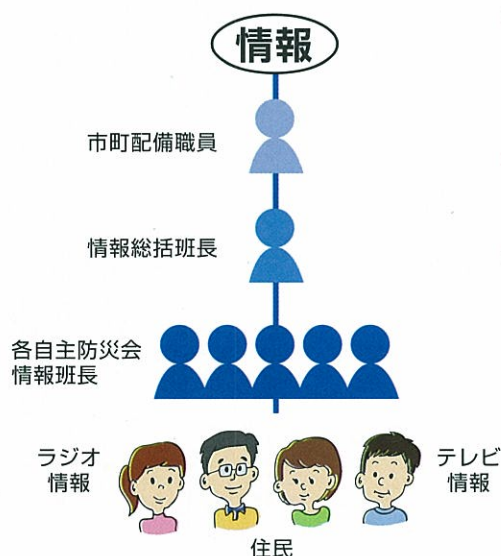 情報
市町配備職員
情報総括班長
各自主防災会
情報班長
ラジオ
情報
テレビ
情報
住民